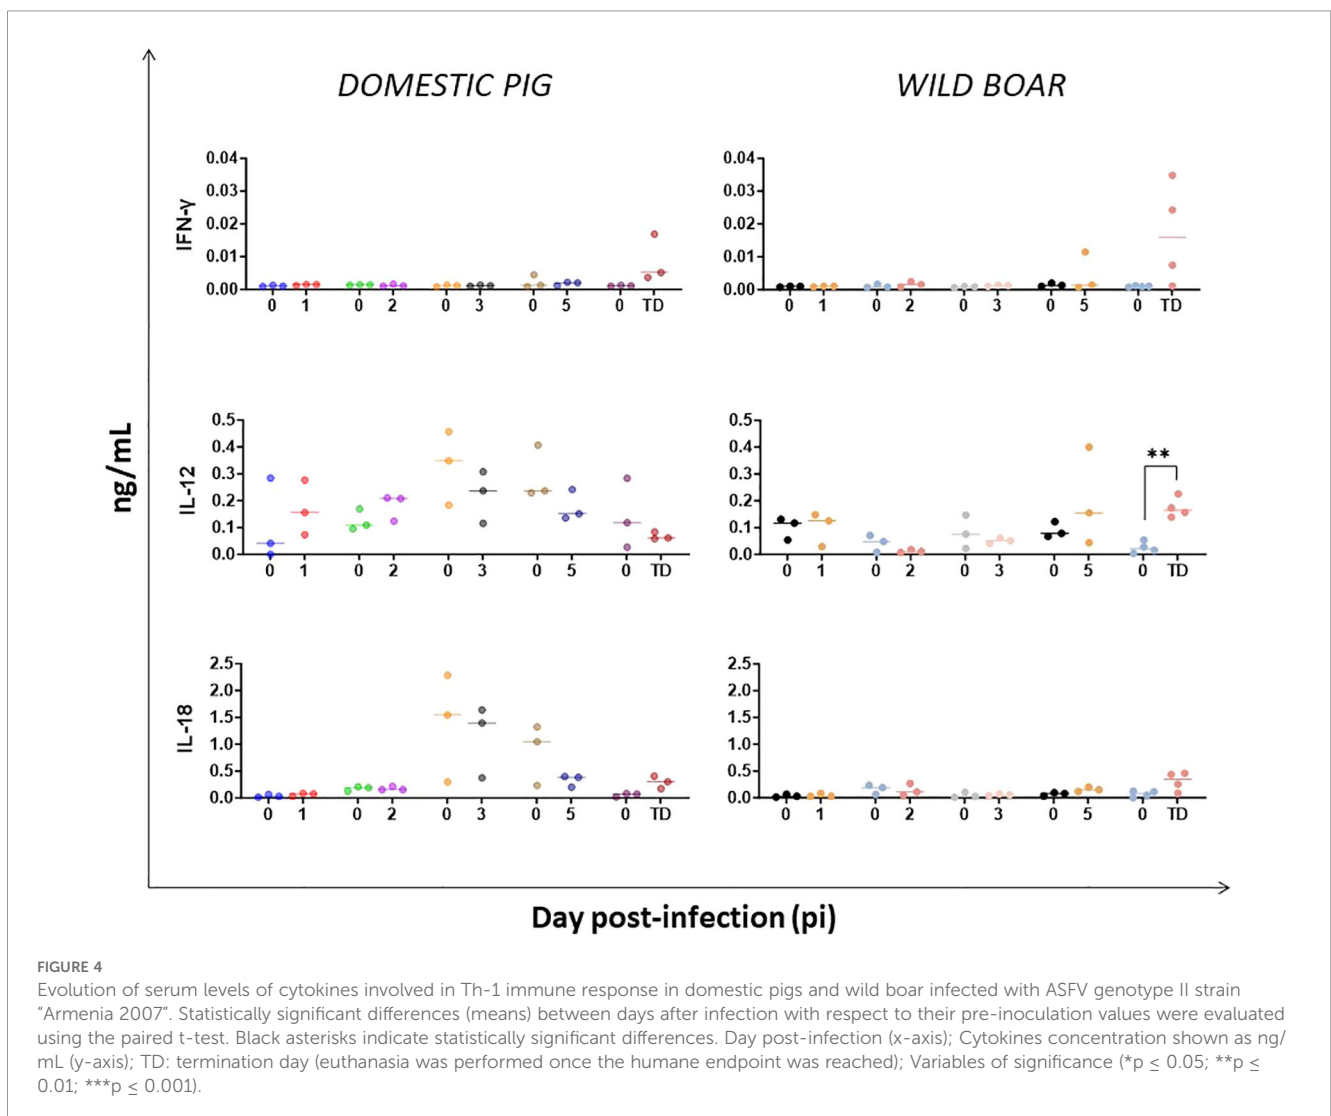 DOMESTIC PIG
WILD BOAR
ng/mL
IFN-γ
0.04
0.03
0.02
0.01
0.00
0 1 0 2 0 3 0 5 0 TD
0.04
0.03
0.02
0.01
0.00
0 1 0 2 0 3 0 5 0 TD
IL-12
0.5
0.4
0.3
0.2
0.1
0.0
0 1 0 2 0 3 0 5 0 TD
0.5
0.4
0.3
0.2
0.1
0.0
**
0 1 0 2 0 3 0 5 0 TD
IL-18
2.5
2.0
1.5
1.0
0.5
0.0
0 1 0 2 0 3 0 5 0 TD
2.5
2.0
1.5
1.0
0.5
0.0
0 1 0 2 0 3 0 5 0 TD
Day post-infection (pi)
FIGURE 4
Evolution of serum levels of cytokines involved in Th-1 immune response in domestic pigs and wild boar infected with ASFV genotype II strain
“Armenia 2007”. Statistically significant differences (means) between days after infection with respect to their pre-inoculation values were evaluated
using the paired t-test. Black asterisks indicate statistically significant differences. Day post-infection (x-axis); Cytokines concentration shown as ng/
mL (y-axis); TD: termination day (euthanasia was performed once the humane endpoint was reached); Variables of significance (*p ≤ 0.05; **p ≤
0.01; ***p ≤ 0.001).